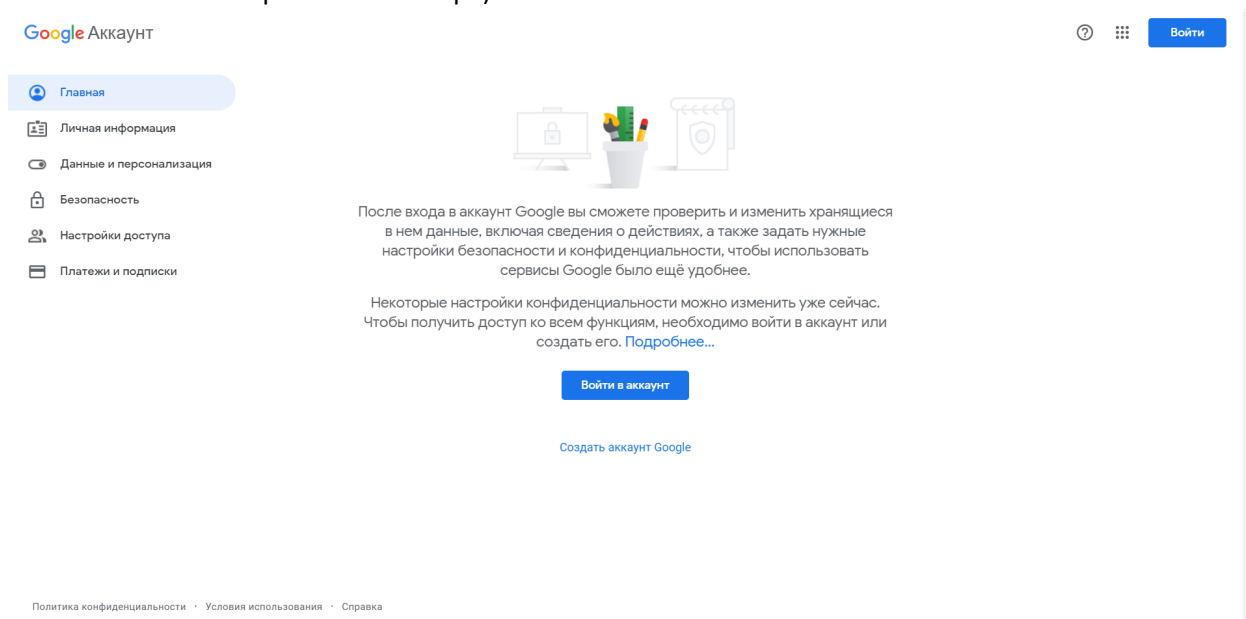 Google Аккаунт
Войти
Главная
Личная информация
Данные и персонализация
Безопасность
Настройки доступа
Платежи и подписки
После входа в аккаунт Google вы сможете проверить и изменить хранящиеся
в нем данные, включая сведения о действиях, а также задать нужные
настройки безопасности и конфиденциальности, чтобы использовать
сервисы Google было ещё удобнее.
Некоторые настройки конфиденциальности можно изменить уже сейчас.
Чтобы получить доступ ко всем функциям, необходимо войти в аккаунт или
создать его. Подробнее...
Войти в аккаунт
Создать аккаунт Google
Политика конфиденциальности · Условия использования · Справка